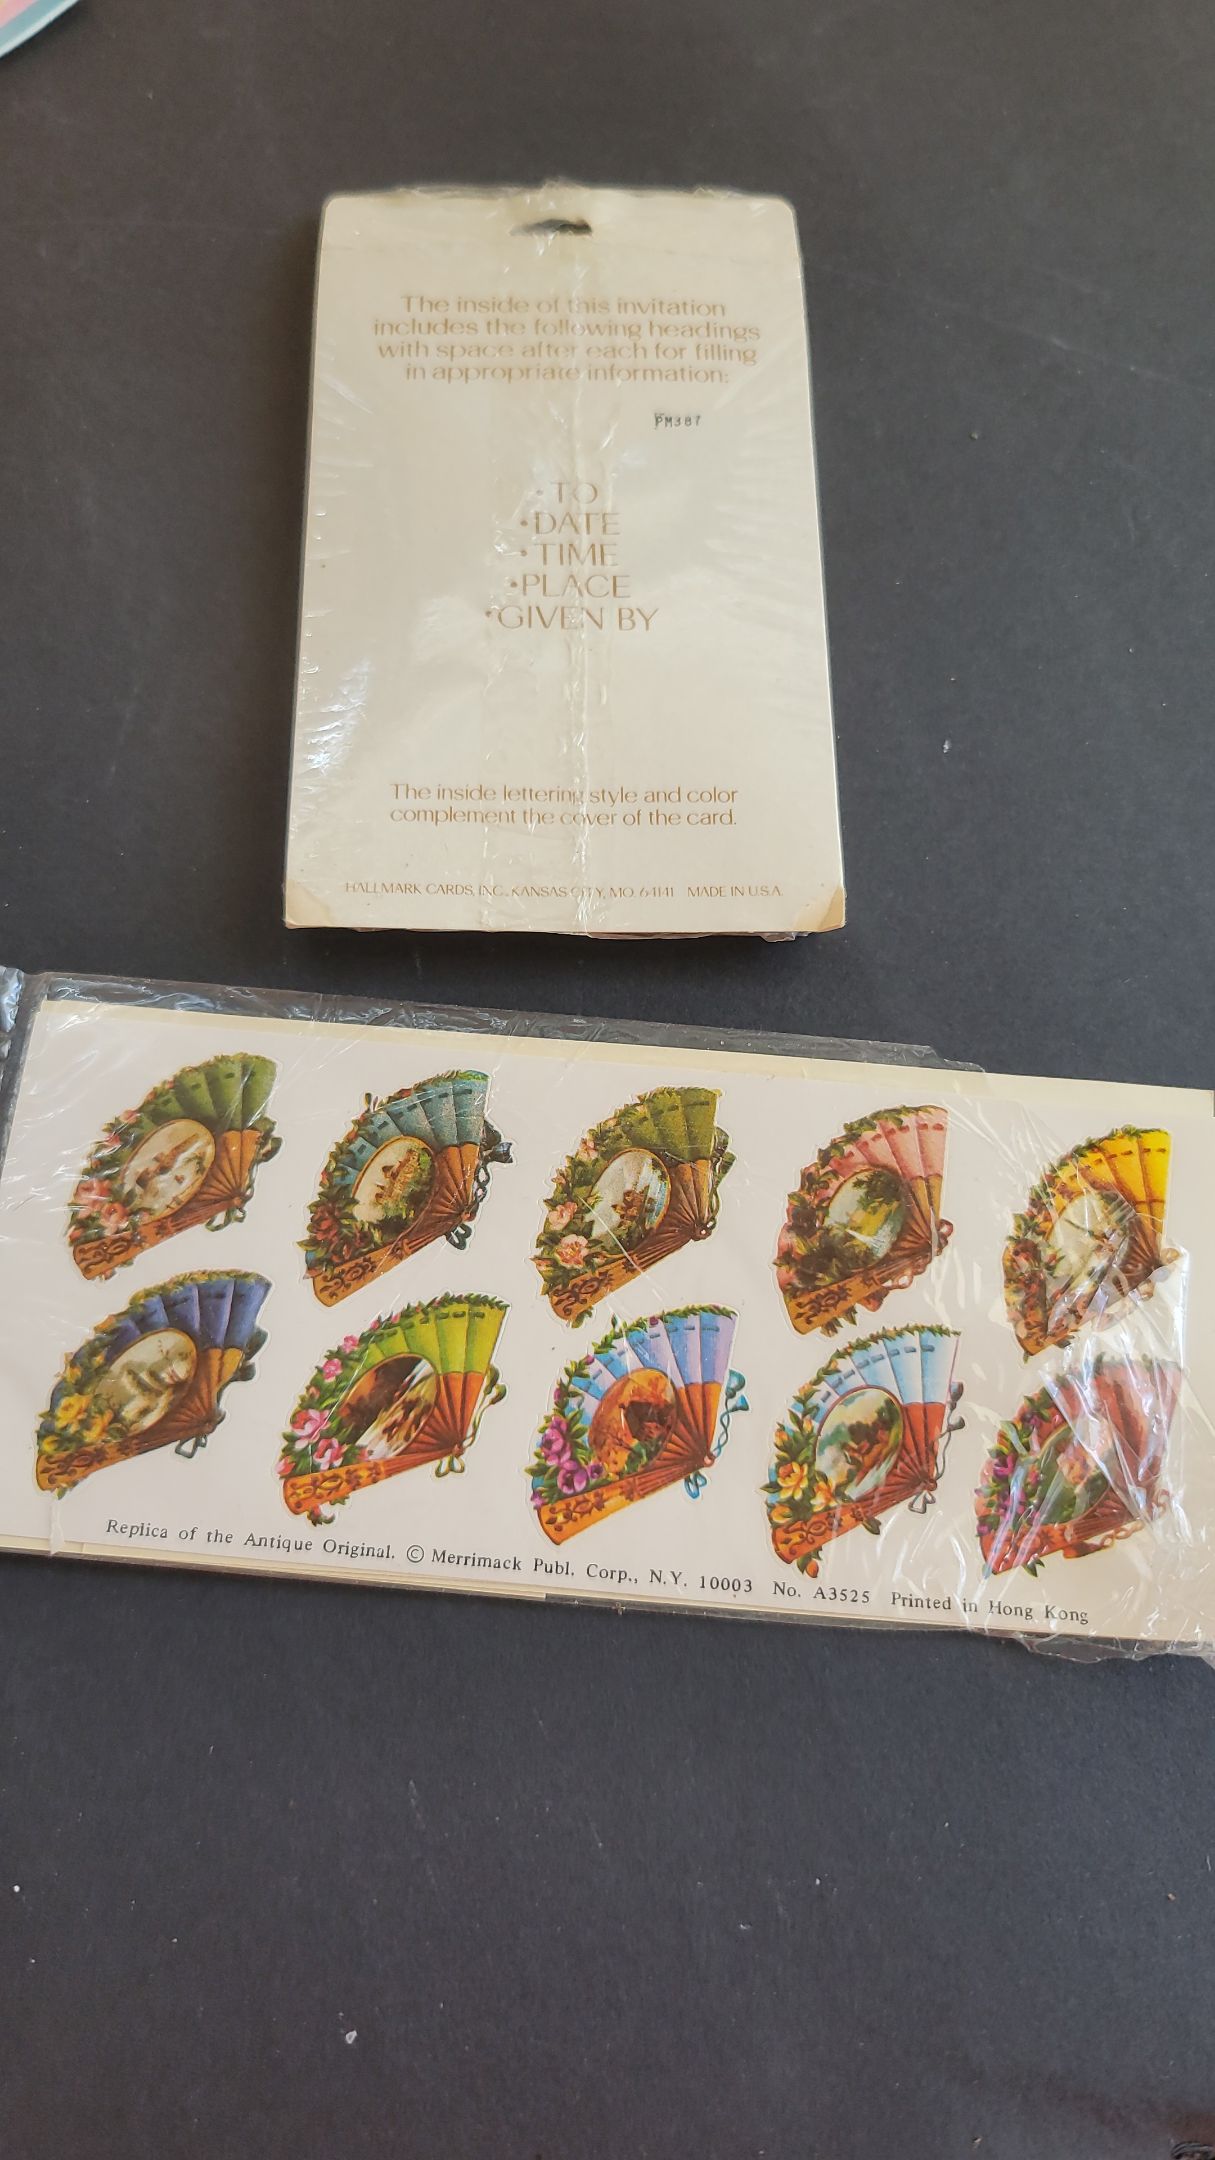 The inside of this invitation
includes the following headings
with space after each for filling
in appropriate information:
PM387
• TO
• DATE
• TIME
• PLACE
• GIVEN BY
The inside lettering style and color
complement the cover of the card.
HALLMARK CARDS, INC., KANSAS CITY, MO. 64141 MADE IN U.S.A.
Replica of the Antique Original. © Merrimack Publ. Corp., N.Y. 10003 No. A3525 Printed in Hong Kong